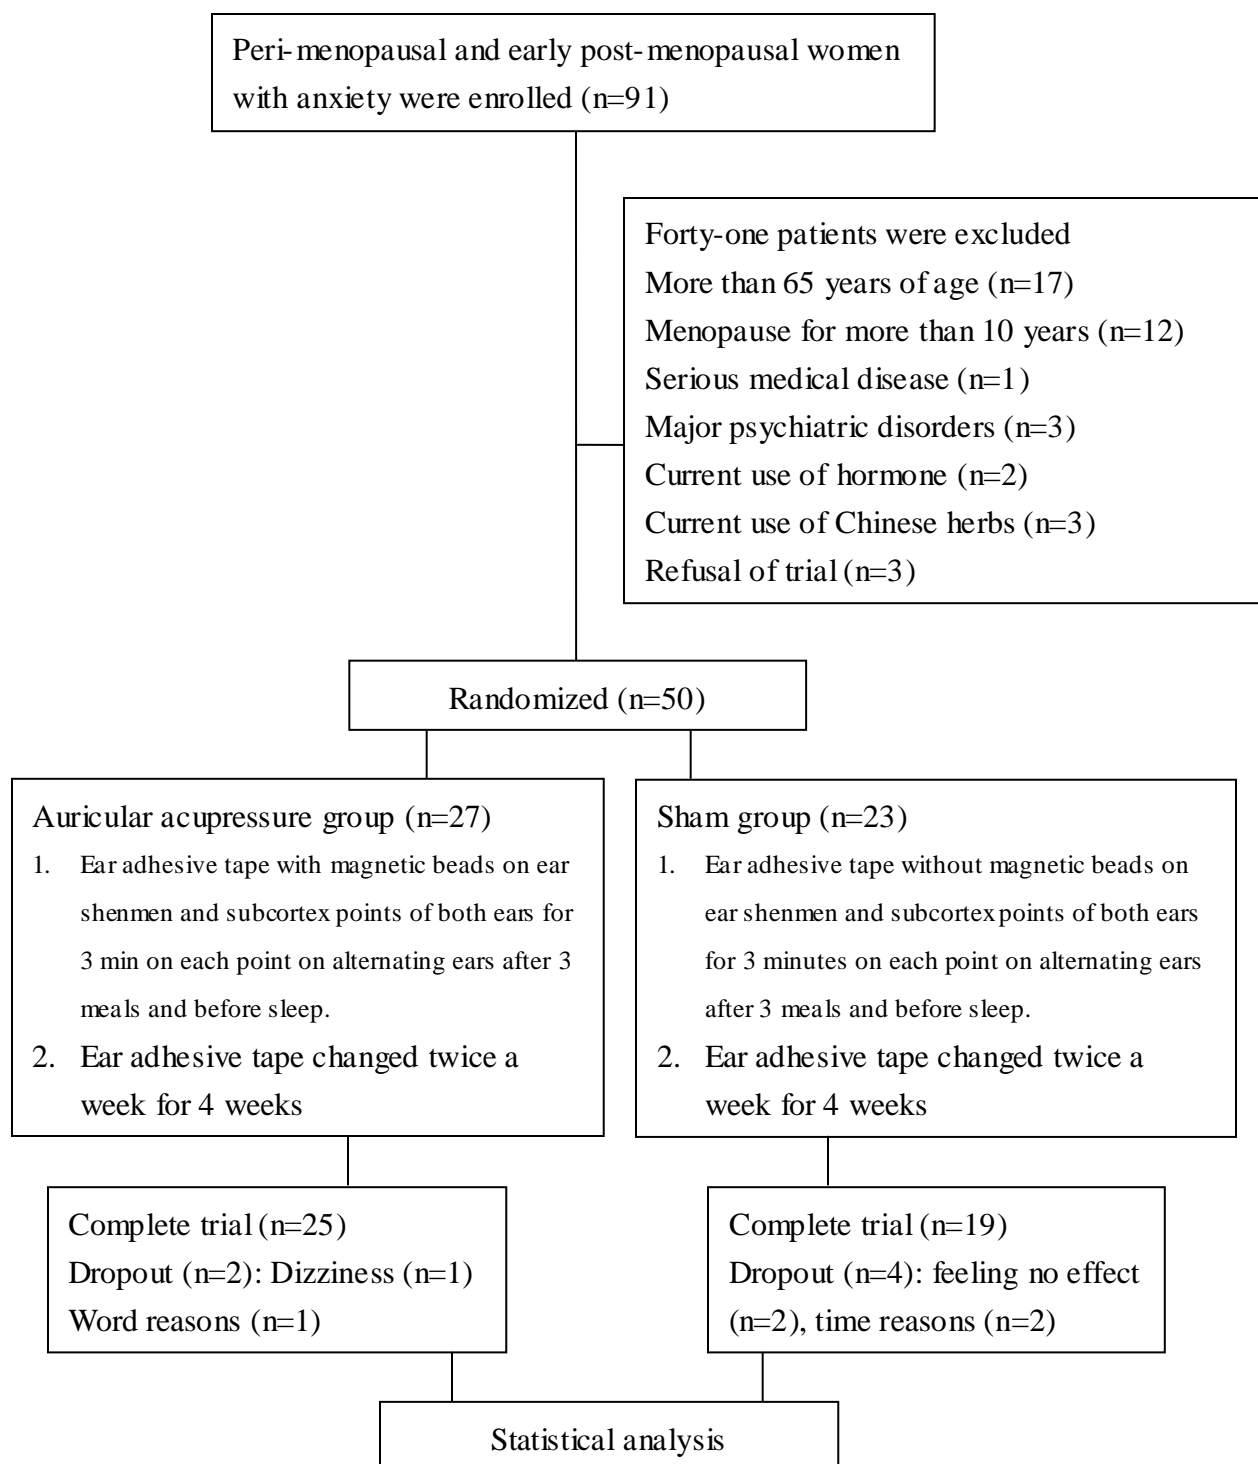 Peri-menopausal and early post-menopausal women
with anxiety were enrolled (n=91)
Forty-one patients were excluded
More than 65 years of age (n=17)
Menopause for more than 10 years (n=12)
Serious medical disease (n=1)
Major psychiatric disorders (n=3)
Current use of hormone (n=2)
Current use of Chinese herbs (n=3)
Refusal of trial (n=3)
Randomized (n=50)
Auricular acupressure group (n=27)
1. Ear adhesive tape with magnetic beads on ear
shenmen and subcortex points of both ears for
3 min on each point on alternating ears after 3
meals and before sleep.
2. Ear adhesive tape changed twice a
week for 4 weeks
Sham group (n=23)
1. Ear adhesive tape without magnetic beads on
ear shenmen and subcortex points of both ears
for 3 minutes on each point on alternating ears
after 3 meals and before sleep.
2. Ear adhesive tape changed twice a
week for 4 weeks
Complete trial (n=25)
Dropout (n=2): Dizziness (n=1)
Word reasons (n=1)
Complete trial (n=19)
Dropout (n=4): feeling no effect
(n=2), time reasons (n=2)
Statistical analysis